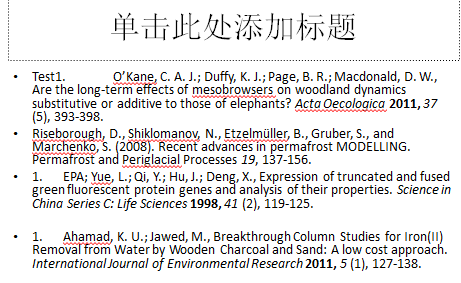 单击此处添加标题
• Test1. O'Kane, C. A. J.; Duffy, K. J.; Page, B. R.; Macdonald, D. W.,
Are the long-term effects of mesobrowsers on woodland dynamics
substitutive or additive to those of elephants? Acta Oecologica 2011, 37
(5), 393-398.
• Riseborough, D., Shiklomanov, N., Etzelmüller, B., Gruber, S., and
Marchenko, S. (2008). Recent advances in permafrost MODELLING.
Permafrost and Periglacial Processes 19, 137-156.
• 1. EPA; Yue, L.; Qi, Y.; Hu, J.; Deng, X., Expression of truncated and fused
green fluorescent protein genes and analysis of their properties. Science in
China Series C: Life Sciences 1998, 41 (2), 119-125.
• 1. Ahamad, K. U.; Jawed, M., Breakthrough Column Studies for Iron(II)
Removal from Water by Wooden Charcoal and Sand: A low cost approach.
International Journal of Environmental Research 2011, 5 (1), 127-138.